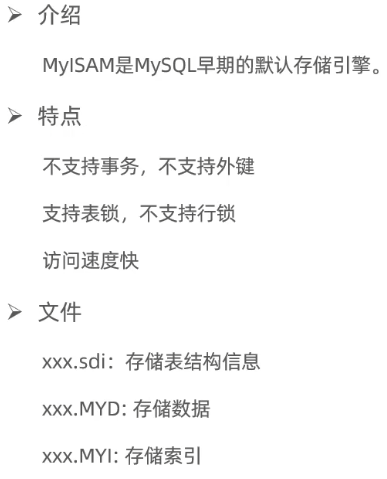 ➢ 介绍
MyISAM是MySQL早期的默认存储引擎。
➢ 特点
不支持事务，不支持外键
支持表锁，不支持行锁
访问速度快
➢ 文件
xxx.sdi：存储表结构信息
xxx.MYD: 存储数据
xxx.MYI: 存储索引